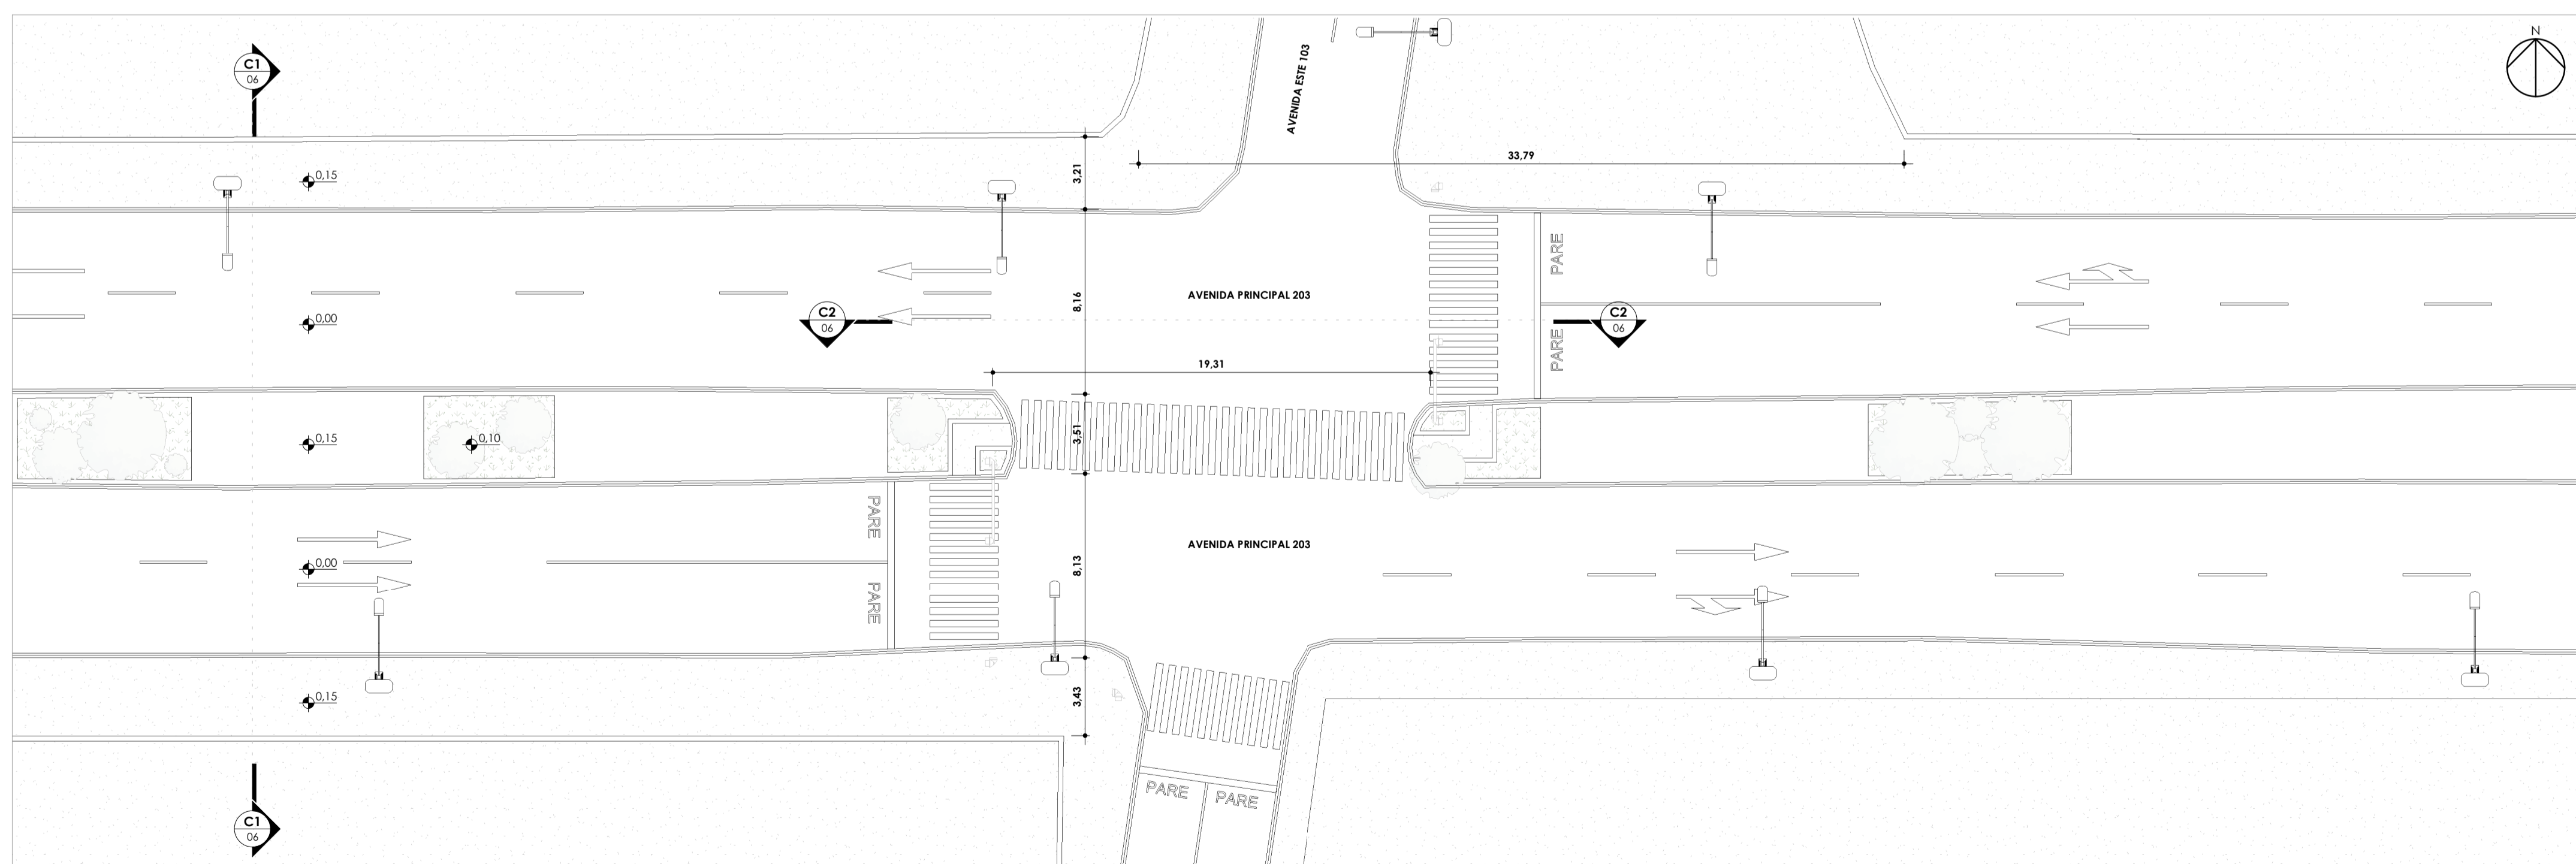 N
C1
06
AVENIDA ESTE 103
33,79
3,21
0,15
PARE
AVENIDA PRINCIPAL 203
8,16
C2
06
C2
06
0,00
PARE
19,31
0,15
0,10
3,51
PARE
AVENIDA PRINCIPAL 203
8,13
0,00
PARE
3,43
0,15
PARE
PARE
C1
06